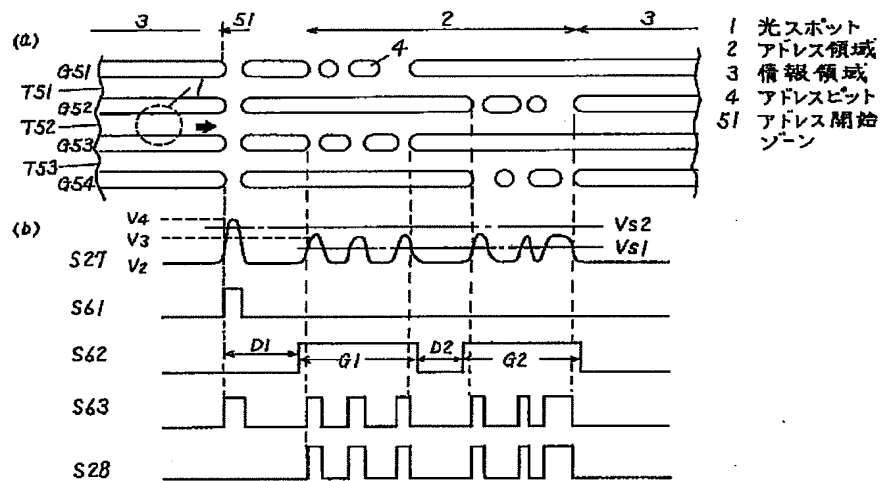 (a)
3
51
2
3
4
G51
T51
G52
1
T52
G53
T53
G54
1 光スポット
2 アドレス領域
3 情報領域
4 アドレスピット
51 アドレス開始
ゾーン
(b)
V4
V3
V2
Vs2
Vs1
S27
S61
S62
D1
G1
D2
G2
S63
S28